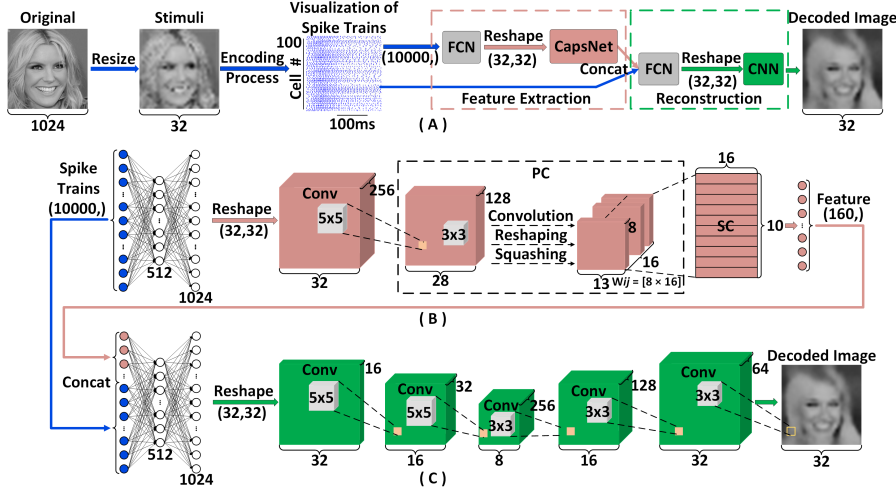 Original
Stimuli
Visualization of
Spike Trains
Decoded Image
Resize
Encoding
Process
100
Cell #
100ms
(10000,)
FCN
Reshape
(32,32)
CapsNet
Concat
Feature Extraction
FCN
Reshape
(32,32)
CNN
Reconstruction
1024
32
32
( A )
Spike
Trains
(10000,)
512
1024
Reshape
(32,32)
Conv
256
5x5
32
128
3x3
28
PC
Convolution
Reshaping
Squashing
8
16
13
Wij = [8 × 16]
16
SC
10
Feature
(160,)
( B )
Concat
512
1024
Reshape
(32,32)
Conv
16
5x5
32
Conv
32
5x5
16
Conv
256
3x3
8
Conv
128
3x3
16
Conv
64
3x3
32
Decoded Image
32
( C )